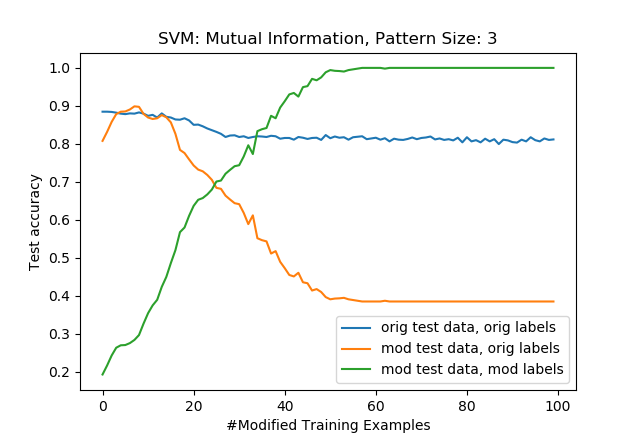 SVM: Mutual Information, Pattern Size: 3
1.0
0.9
0.8
0.7
0.6
0.5
0.4
0.3
0.2
Test accuracy
orig test data, orig labels
mod test data, orig labels
mod test data, mod labels
0 20 40 60 80 100
#Modified Training Examples